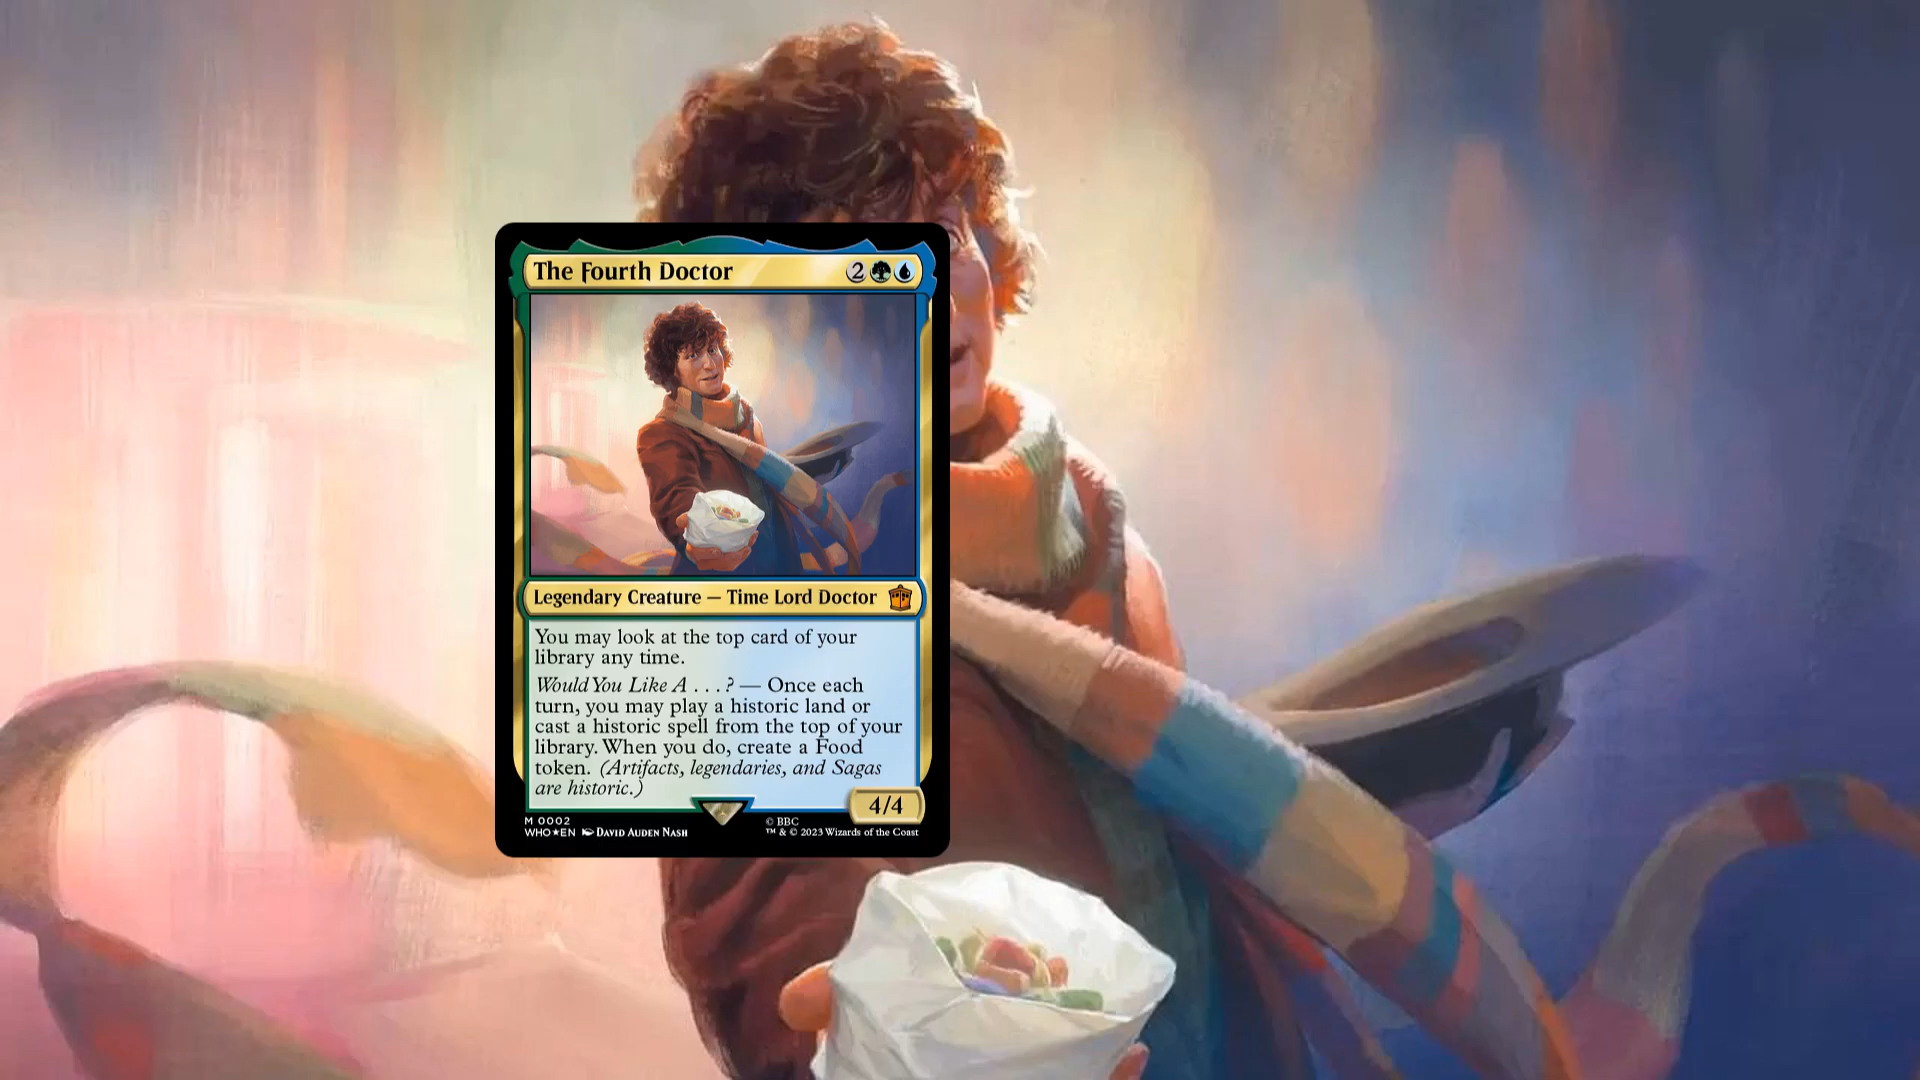 The Fourth Doctor 2
Legendary Creature — Time Lord Doctor
You may look at the top card of your
library any time.
Would You Like A . . . ? — Once each
turn, you may play a historic land or
cast a historic spell from the top of your
library. When you do, create a Food
token. (Artifacts, legendaries, and Sagas
are historic.)
4/4
M 0002
WHO★EN David Auden Nash
© BBC
™ & © 2023 Wizards of the Coast